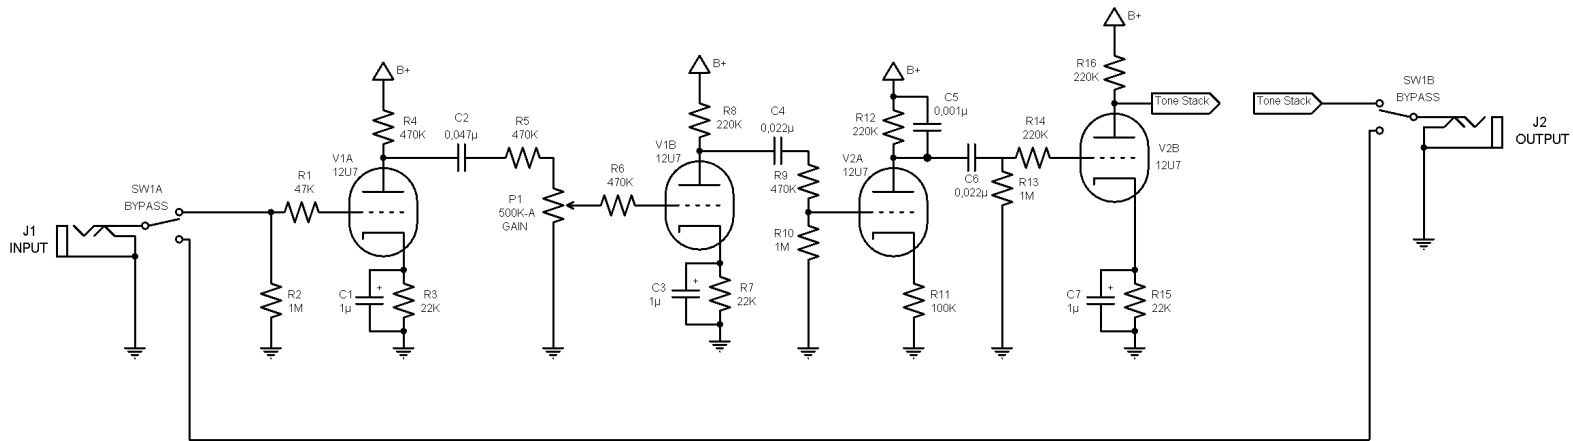 J1
INPUT
SW1A
BYPASS
R1
47K
R2
1M
B+
R4
470K
V1A
12U7
C1
1µ
+
R3
22K
C2
0,047µ
R5
470K
P1
500K-A
GAIN
R6
470K
B+
R8
220K
V1B
12U7
C3
1µ
+
R7
22K
C4
0,022µ
R9
470K
R10
1M
B+
R12
220K
C5
0,001µ
V2A
12U7
R11
100K
C6
0,022µ
R13
1M
R14
220K
B+
R16
220K
V2B
12U7
C7
1µ
+
R15
22K
Tone Stack
Tone Stack
SW1B
BYPASS
J2
OUTPUT